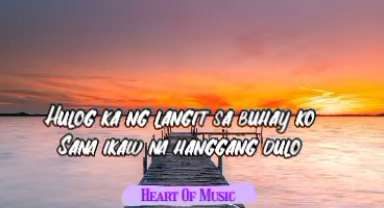 Hulog ka ng langit sa buhay ko
Sana ikaw na hanggang dulo
Heart Of Music